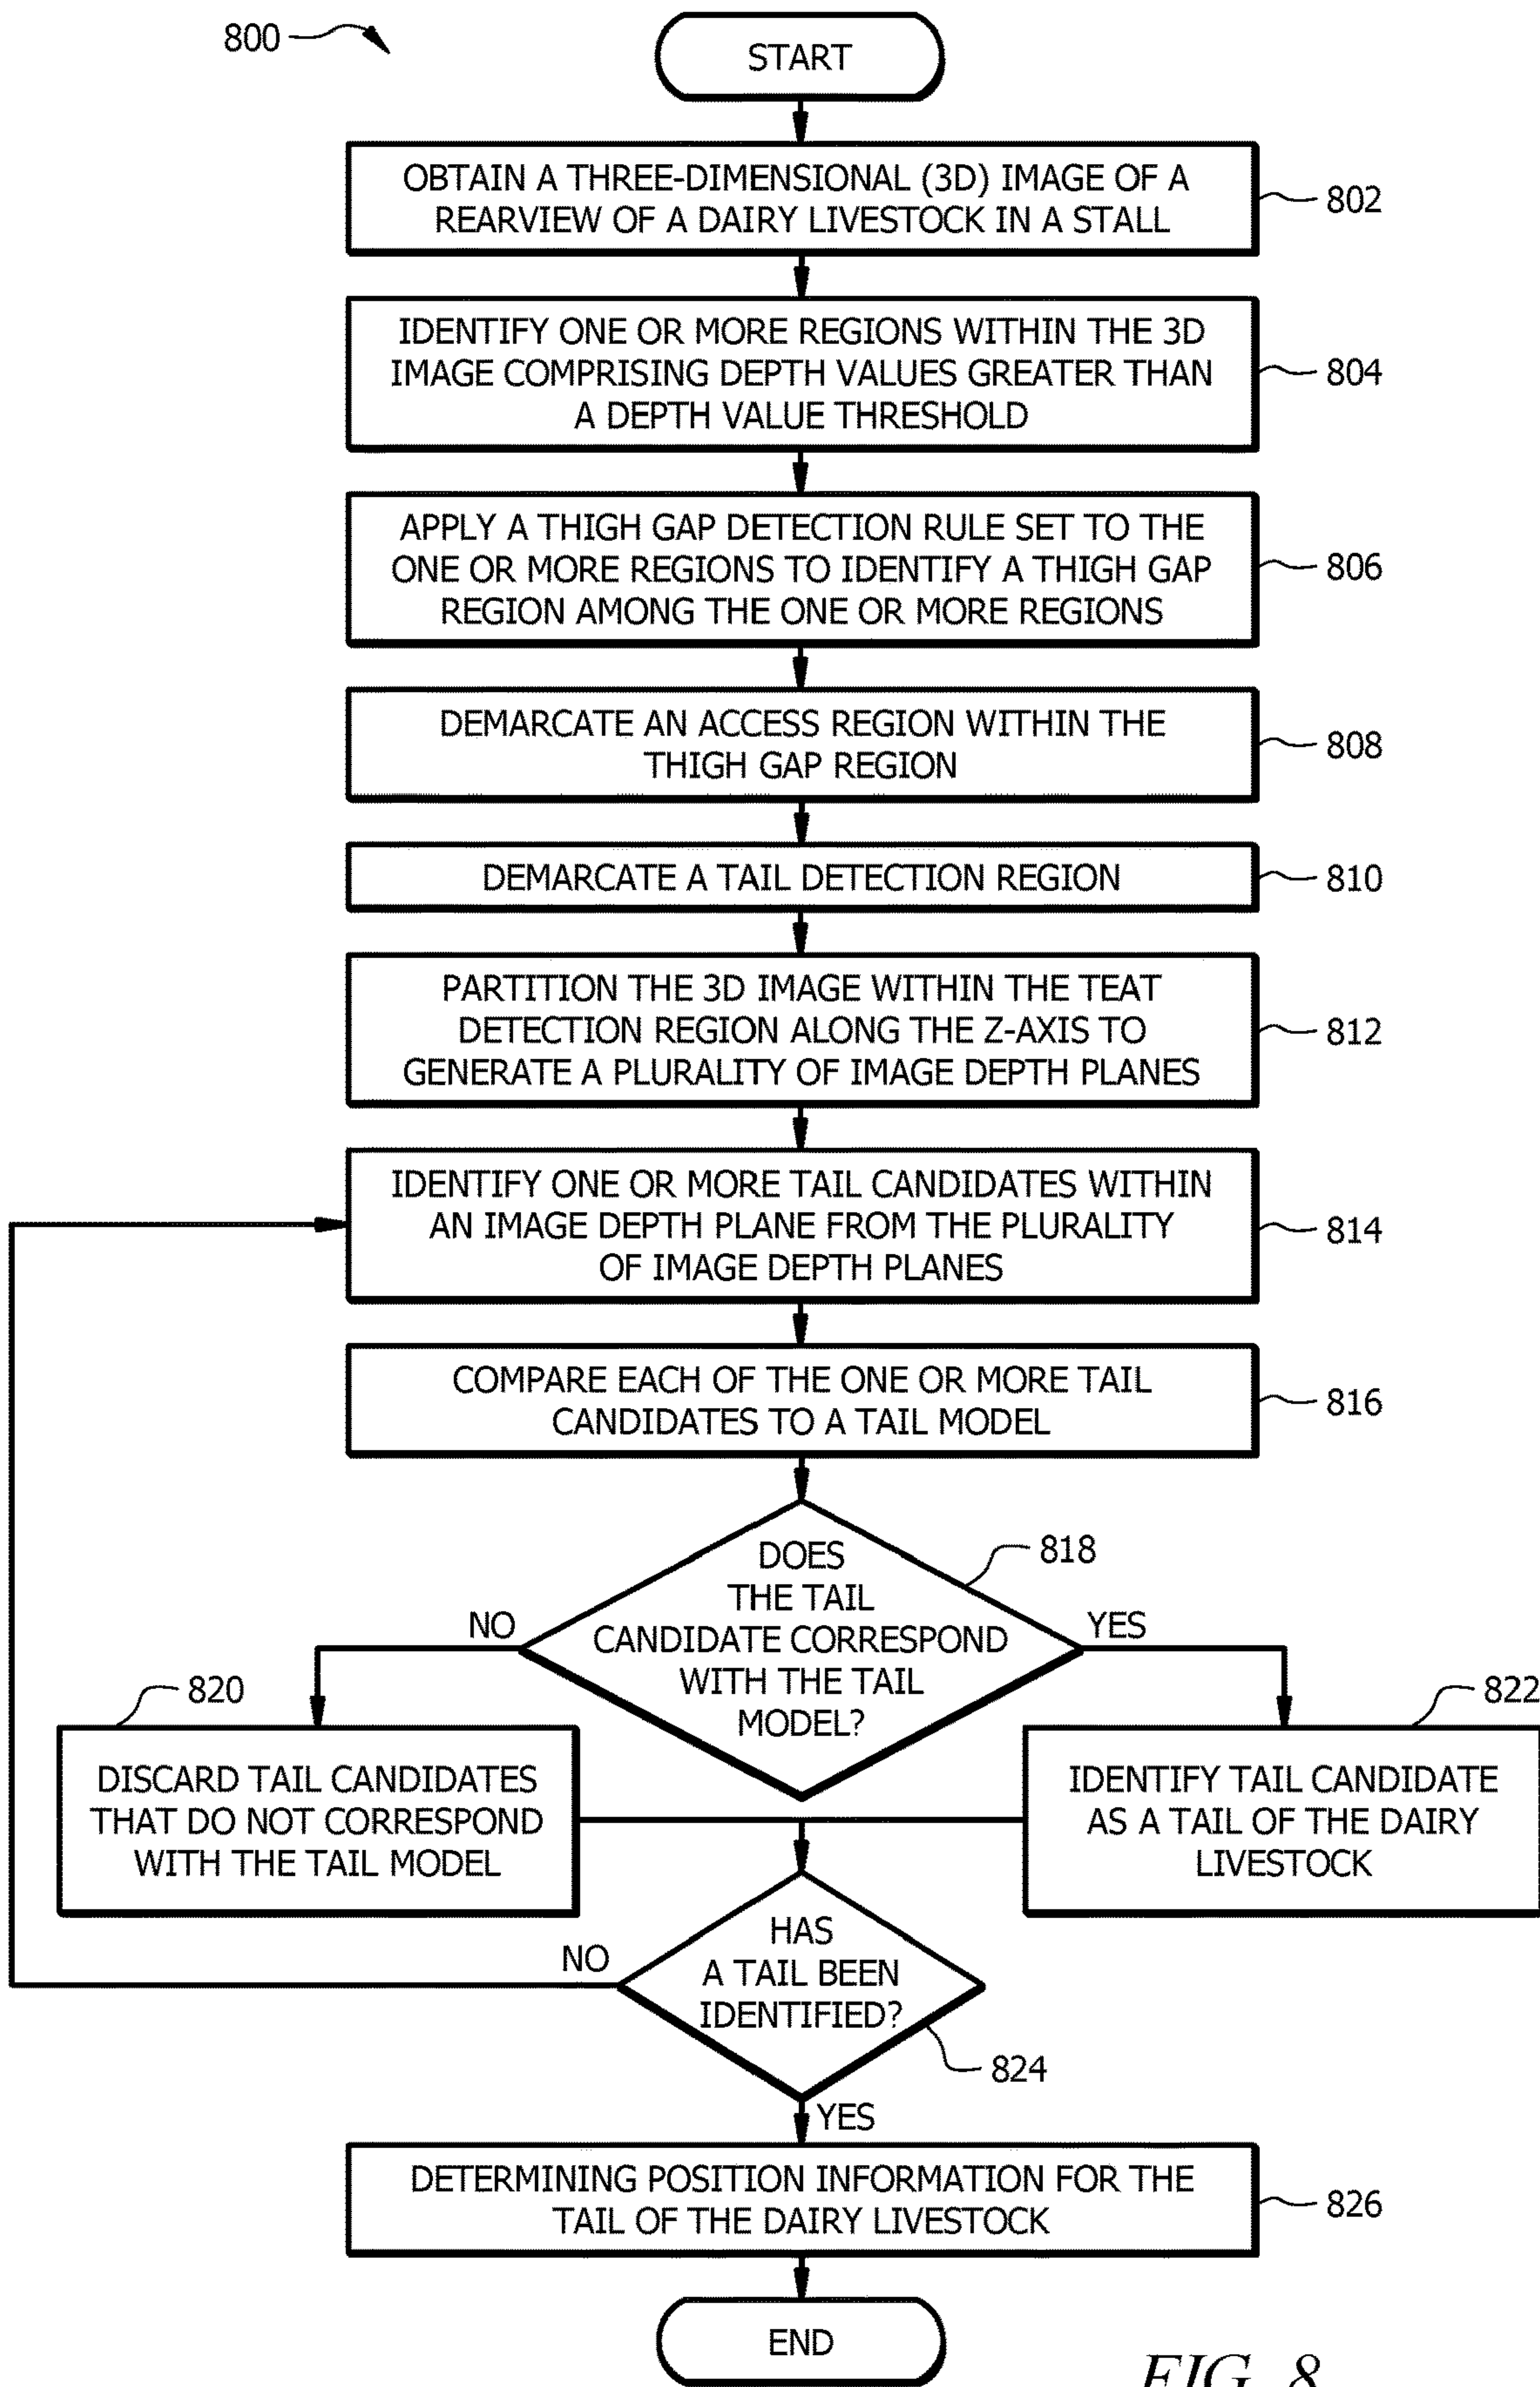 800
START
OBTAIN A THREE-DIMENSIONAL (3D) IMAGE OF A
REARVIEW OF A DAIRY LIVESTOCK IN A STALL
802
IDENTIFY ONE OR MORE REGIONS WITHIN THE 3D
IMAGE COMPRISING DEPTH VALUES GREATER THAN
A DEPTH VALUE THRESHOLD
804
APPLY A THIGH GAP DETECTION RULE SET TO THE
ONE OR MORE REGIONS TO IDENTIFY A THIGH GAP
REGION AMONG THE ONE OR MORE REGIONS
806
DEMARCATE AN ACCESS REGION WITHIN THE
THIGH GAP REGION
808
DEMARCATE A TAIL DETECTION REGION
810
PARTITION THE 3D IMAGE WITHIN THE TEAT
DETECTION REGION ALONG THE Z-AXIS TO
GENERATE A PLURALITY OF IMAGE DEPTH PLANES
812
IDENTIFY ONE OR MORE TAIL CANDIDATES WITHIN
AN IMAGE DEPTH PLANE FROM THE PLURALITY
OF IMAGE DEPTH PLANES
814
COMPARE EACH OF THE ONE OR MORE TAIL
CANDIDATES TO A TAIL MODEL
816
DOES
THE TAIL
CANDIDATE CORRESPOND
WITH THE TAIL
MODEL?
818
NO
YES
820
DISCARD TAIL CANDIDATES
THAT DO NOT CORRESPOND
WITH THE TAIL MODEL
822
IDENTIFY TAIL CANDIDATE
AS A TAIL OF THE DAIRY
LIVESTOCK
HAS
A TAIL BEEN
IDENTIFIED?
NO
824
YES
DETERMINING POSITION INFORMATION FOR THE
TAIL OF THE DAIRY LIVESTOCK
826
END
FIG. 8